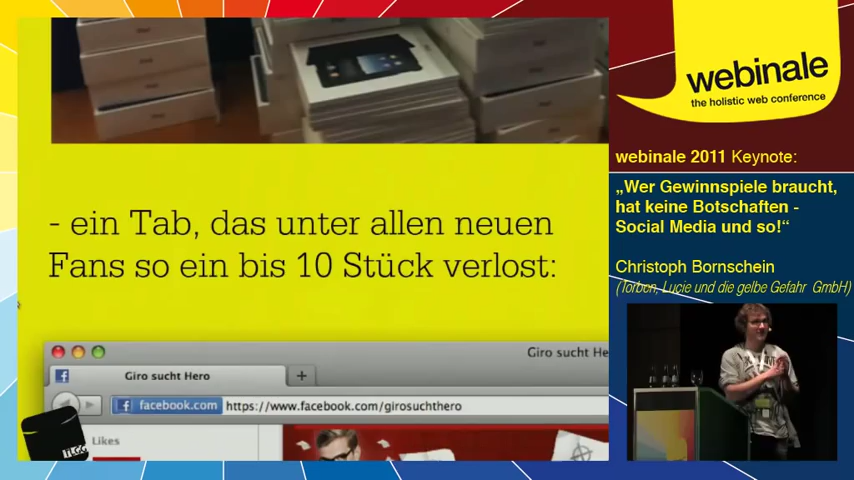 webinale
the holistic web conference
webinale 2011 Keynote:
„Wer Gewinnspiele braucht,
hat keine Botschaften -
Social Media und so!“
Christoph Bornschein
(Torben, Lucie und die gelbe Gefahr GmbH)
- ein Tab, das unter allen neuen
Fans so ein bis 10 Stück verlost:
Giro sucht He
Giro sucht Hero
facebook.com https://www.facebook.com/girosuchthero
Likes
TLGG